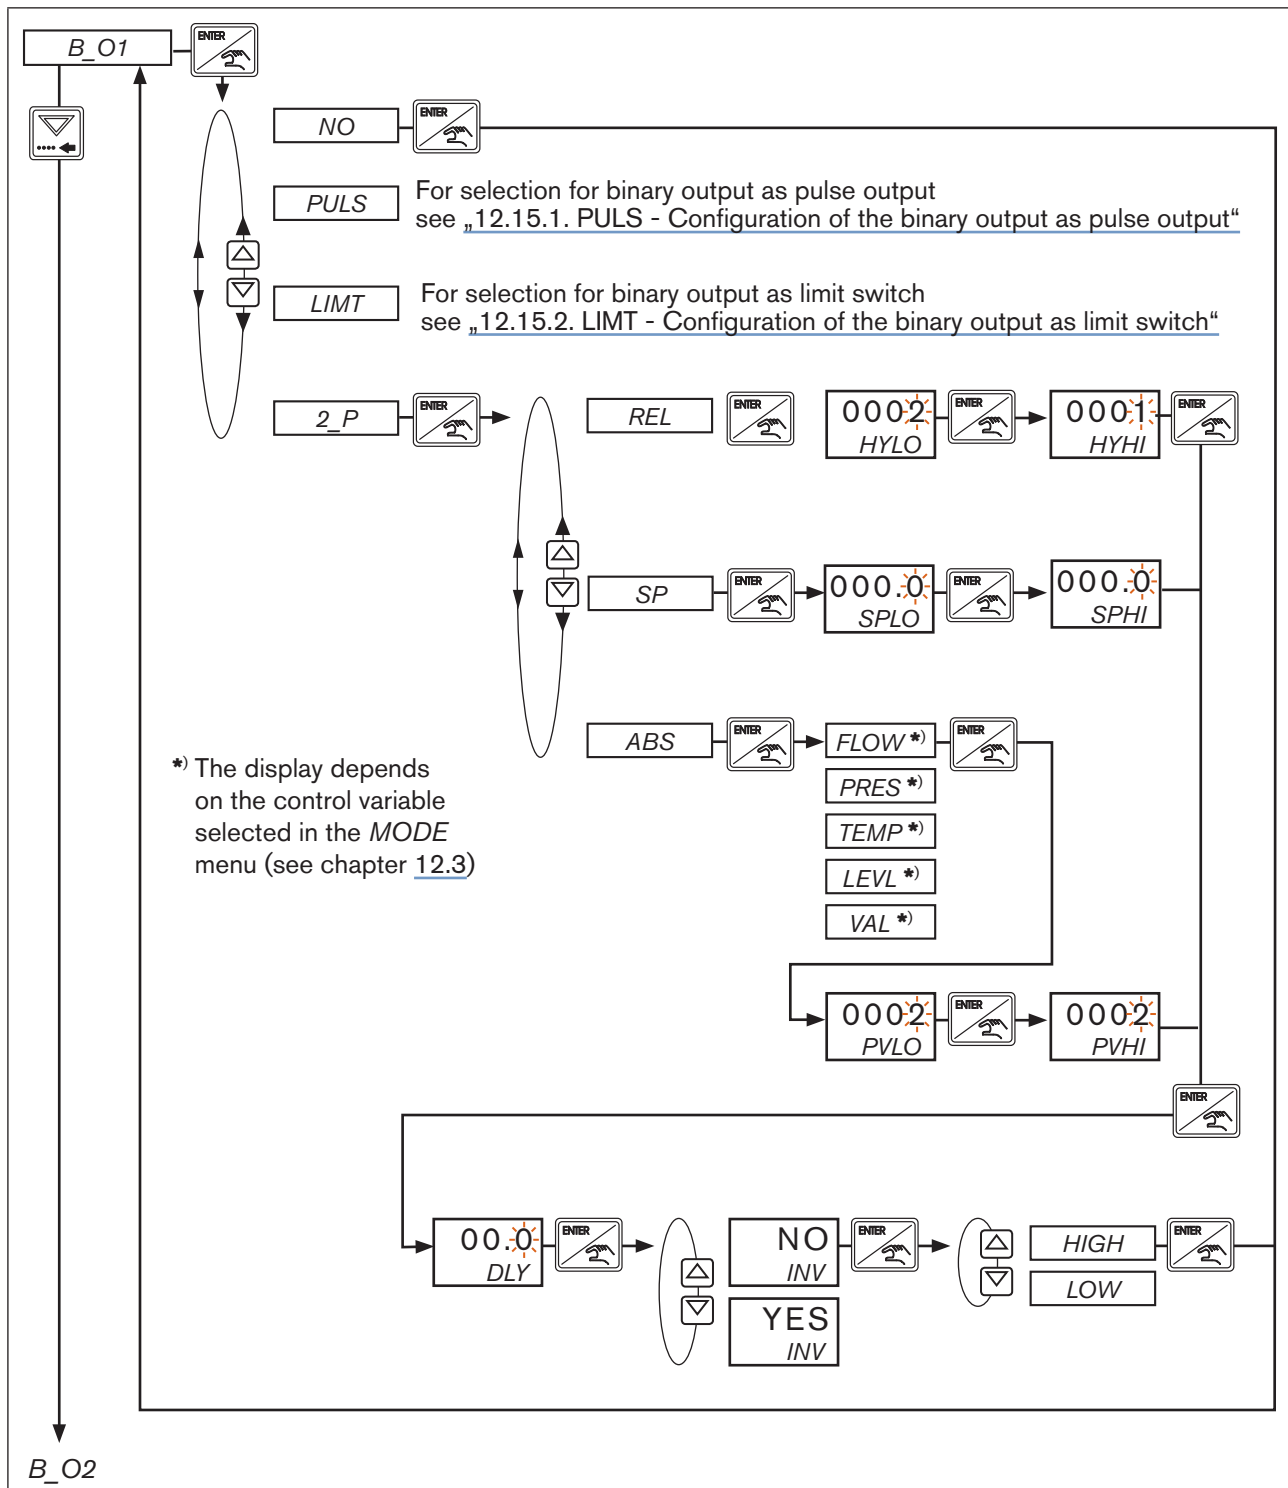 B_O1
ENTER
NO
ENTER
PULS
For selection for binary output as pulse output
see „12.15.1. PULS - Configuration of the binary output as pulse output“
LIMT
For selection for binary output as limit switch
see „12.15.2. LIMT - Configuration of the binary output as limit switch“
2_P
ENTER
REL
ENTER
0002
HYLO
ENTER
0001
HYHI
ENTER
SP
ENTER
000.0
SPLO
ENTER
000.0
SPHI
ABS
ENTER
FLOW *)
ENTER
PRES *)
TEMP *)
LEVL *)
VAL *)
*) The display depends
on the control variable
selected in the MODE
menu (see chapter 12.3)
0002
PVLO
ENTER
0002
PVHI
ENTER
00.0
DLY
ENTER
NO
INV
ENTER
HIGH
ENTER
LOW
YES
INV
B_O2